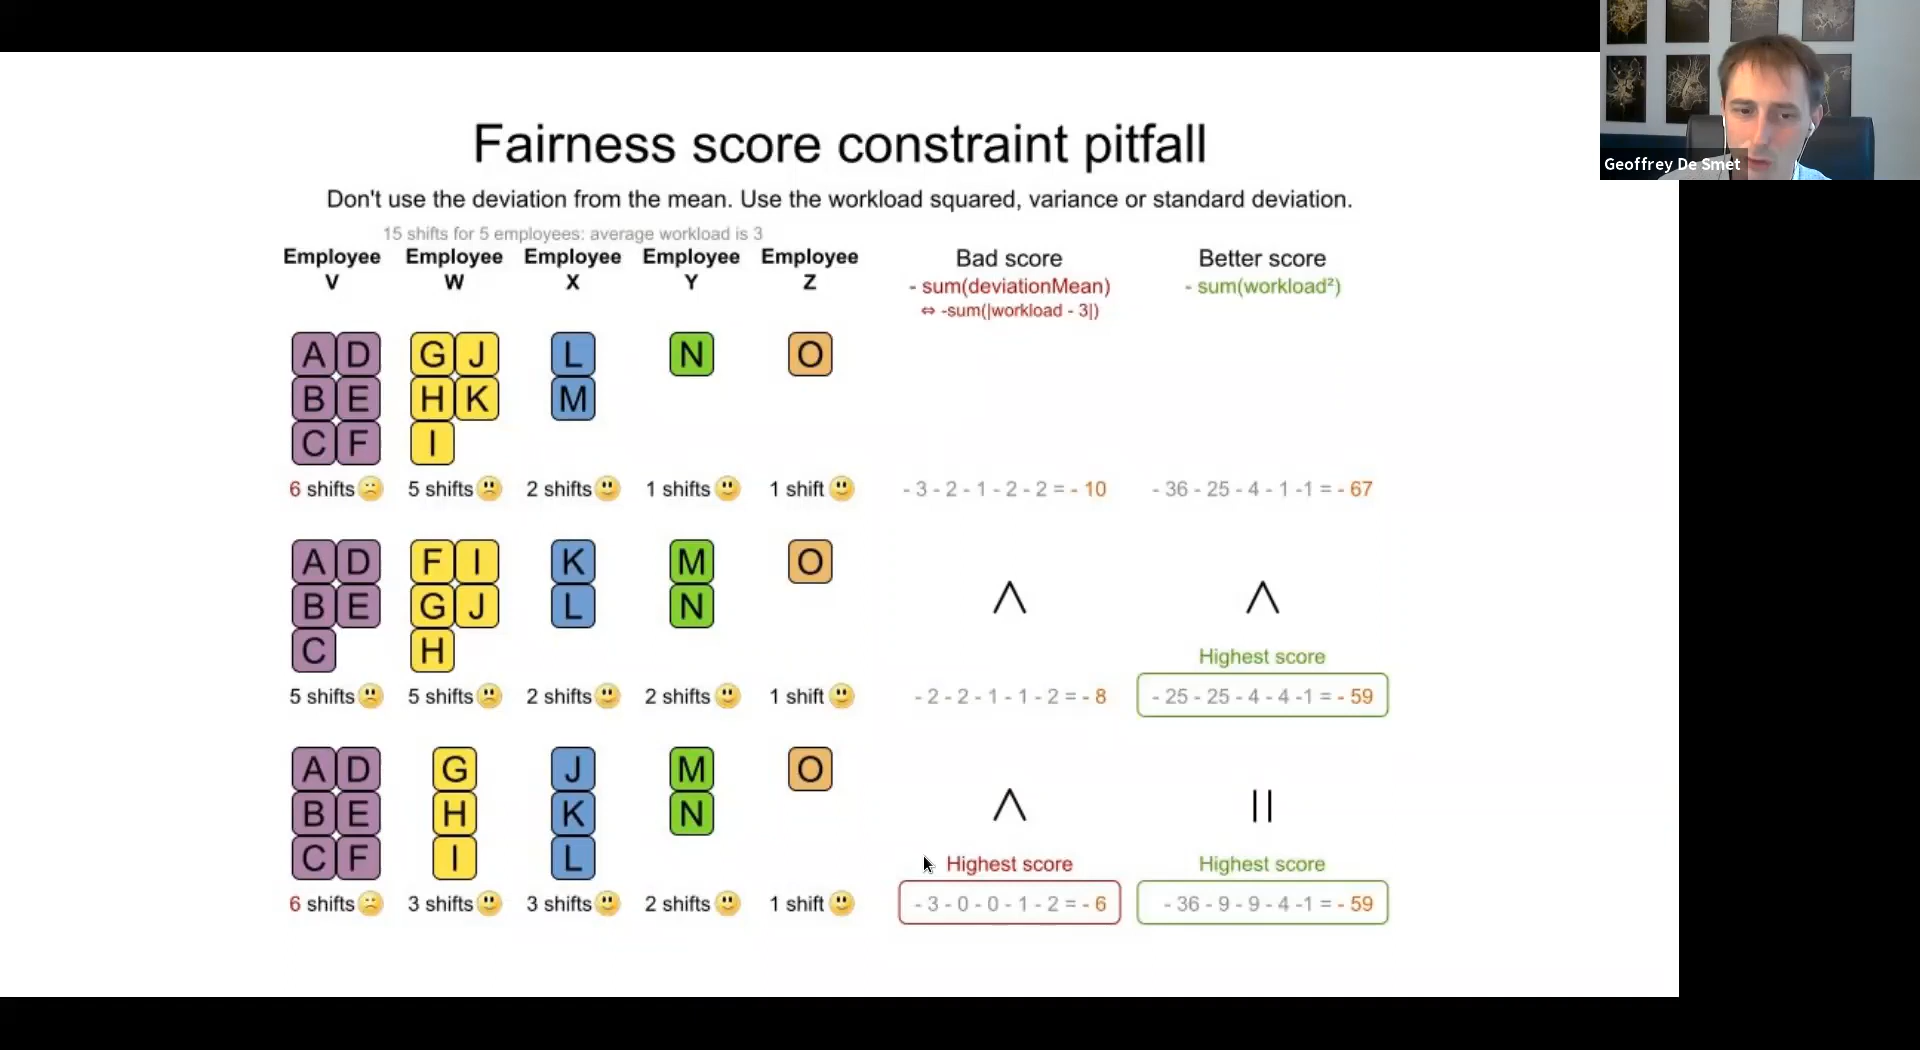 Geoffrey De Smet
Fairness score constraint pitfall
Don't use the deviation from the mean. Use the workload squared, variance or standard deviation.
15 shifts for 5 employees: average workload is 3
Employee V
Employee W
Employee X
Employee Y
Employee Z
Bad score
- sum(deviationMean)
⇔ -sum(|workload - 3|)
Better score
- sum(workload²)
A D G J L N O
B E H K M
C F I
6 shifts 5 shifts 2 shifts 1 shifts 1 shift - 3 - 2 - 1 - 2 - 2 = - 10 - 36 - 25 - 4 - 1 -1 = - 67
A D F I K M O
B E G J L N
C H
< <
Highest score
5 shifts 5 shifts 2 shifts 2 shifts 1 shift - 2 - 2 - 1 - 1 - 2 = - 8 - 25 - 25 - 4 - 4 -1 = - 59
A D G J M O
B E H K N
C F I L
< =
Highest score Highest score
6 shifts 3 shifts 3 shifts 2 shifts 1 shift - 3 - 0 - 0 - 1 - 2 = - 6 - 36 - 9 - 9 - 4 -1 = - 59